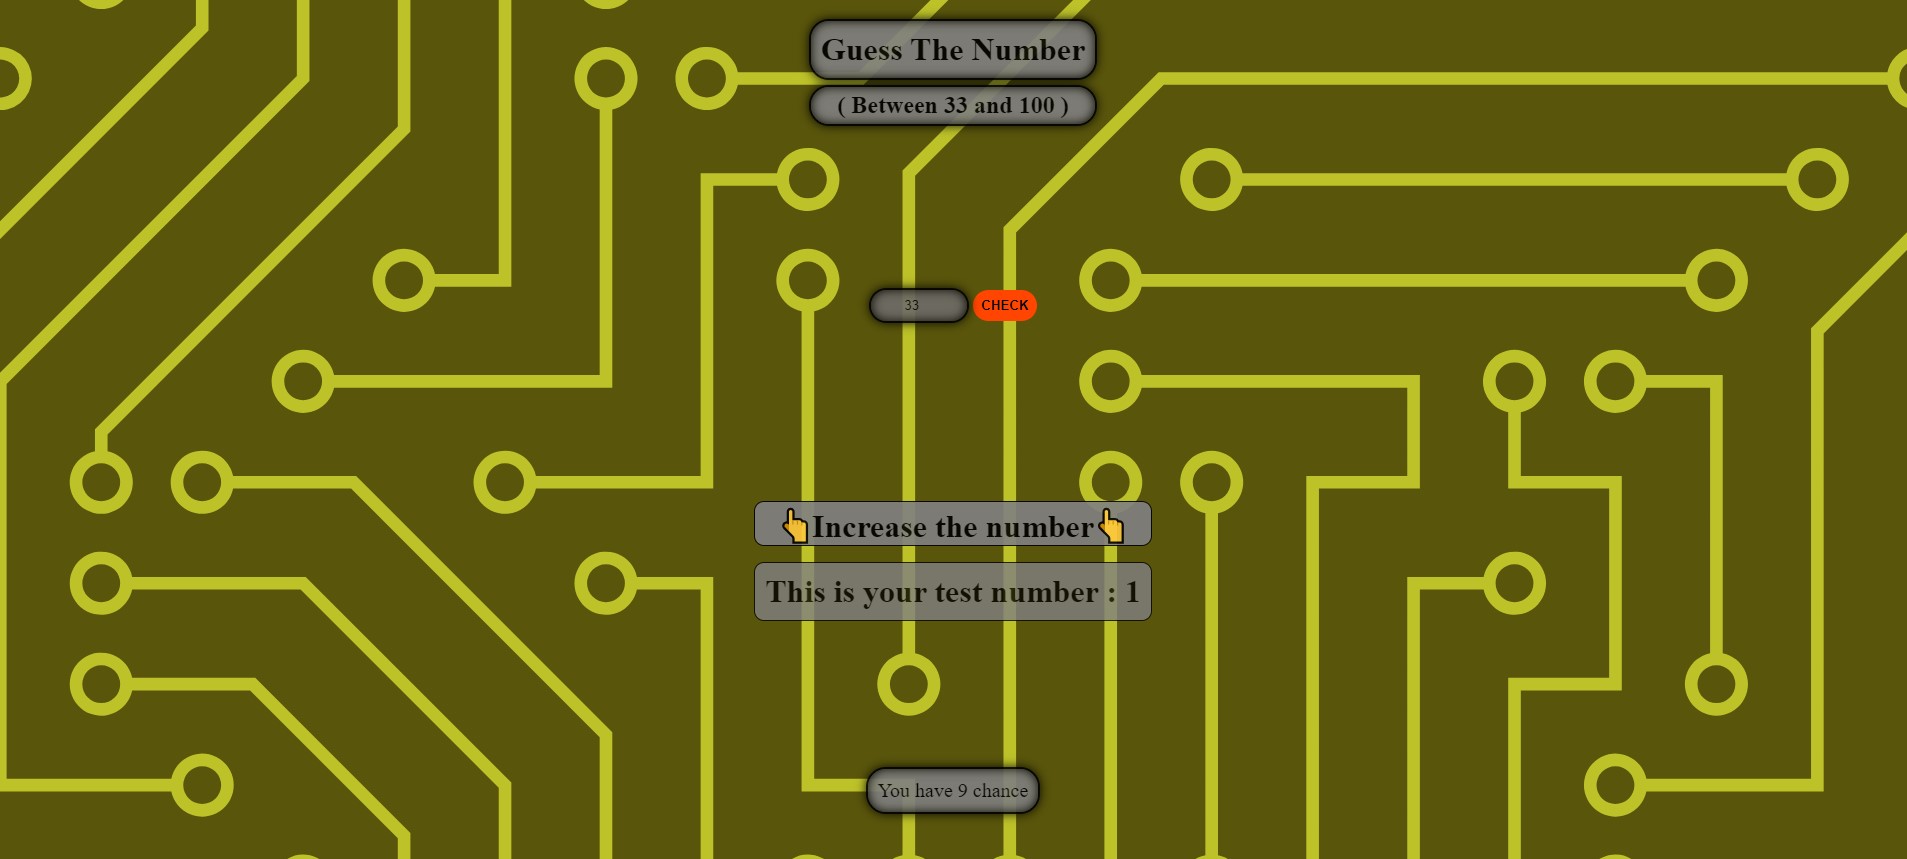 Guess The Number
( Between 33 and 100 )
33 CHECK
👆Increase the number👆
This is your test number : 1
You have 9 chance